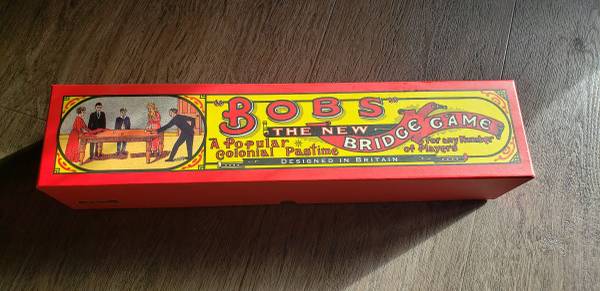 "BOBS"
THE NEW
BRIDGE GAME
A Popular
Colonial Pastime
For any Number
of Players
DESIGNED IN BRITAIN